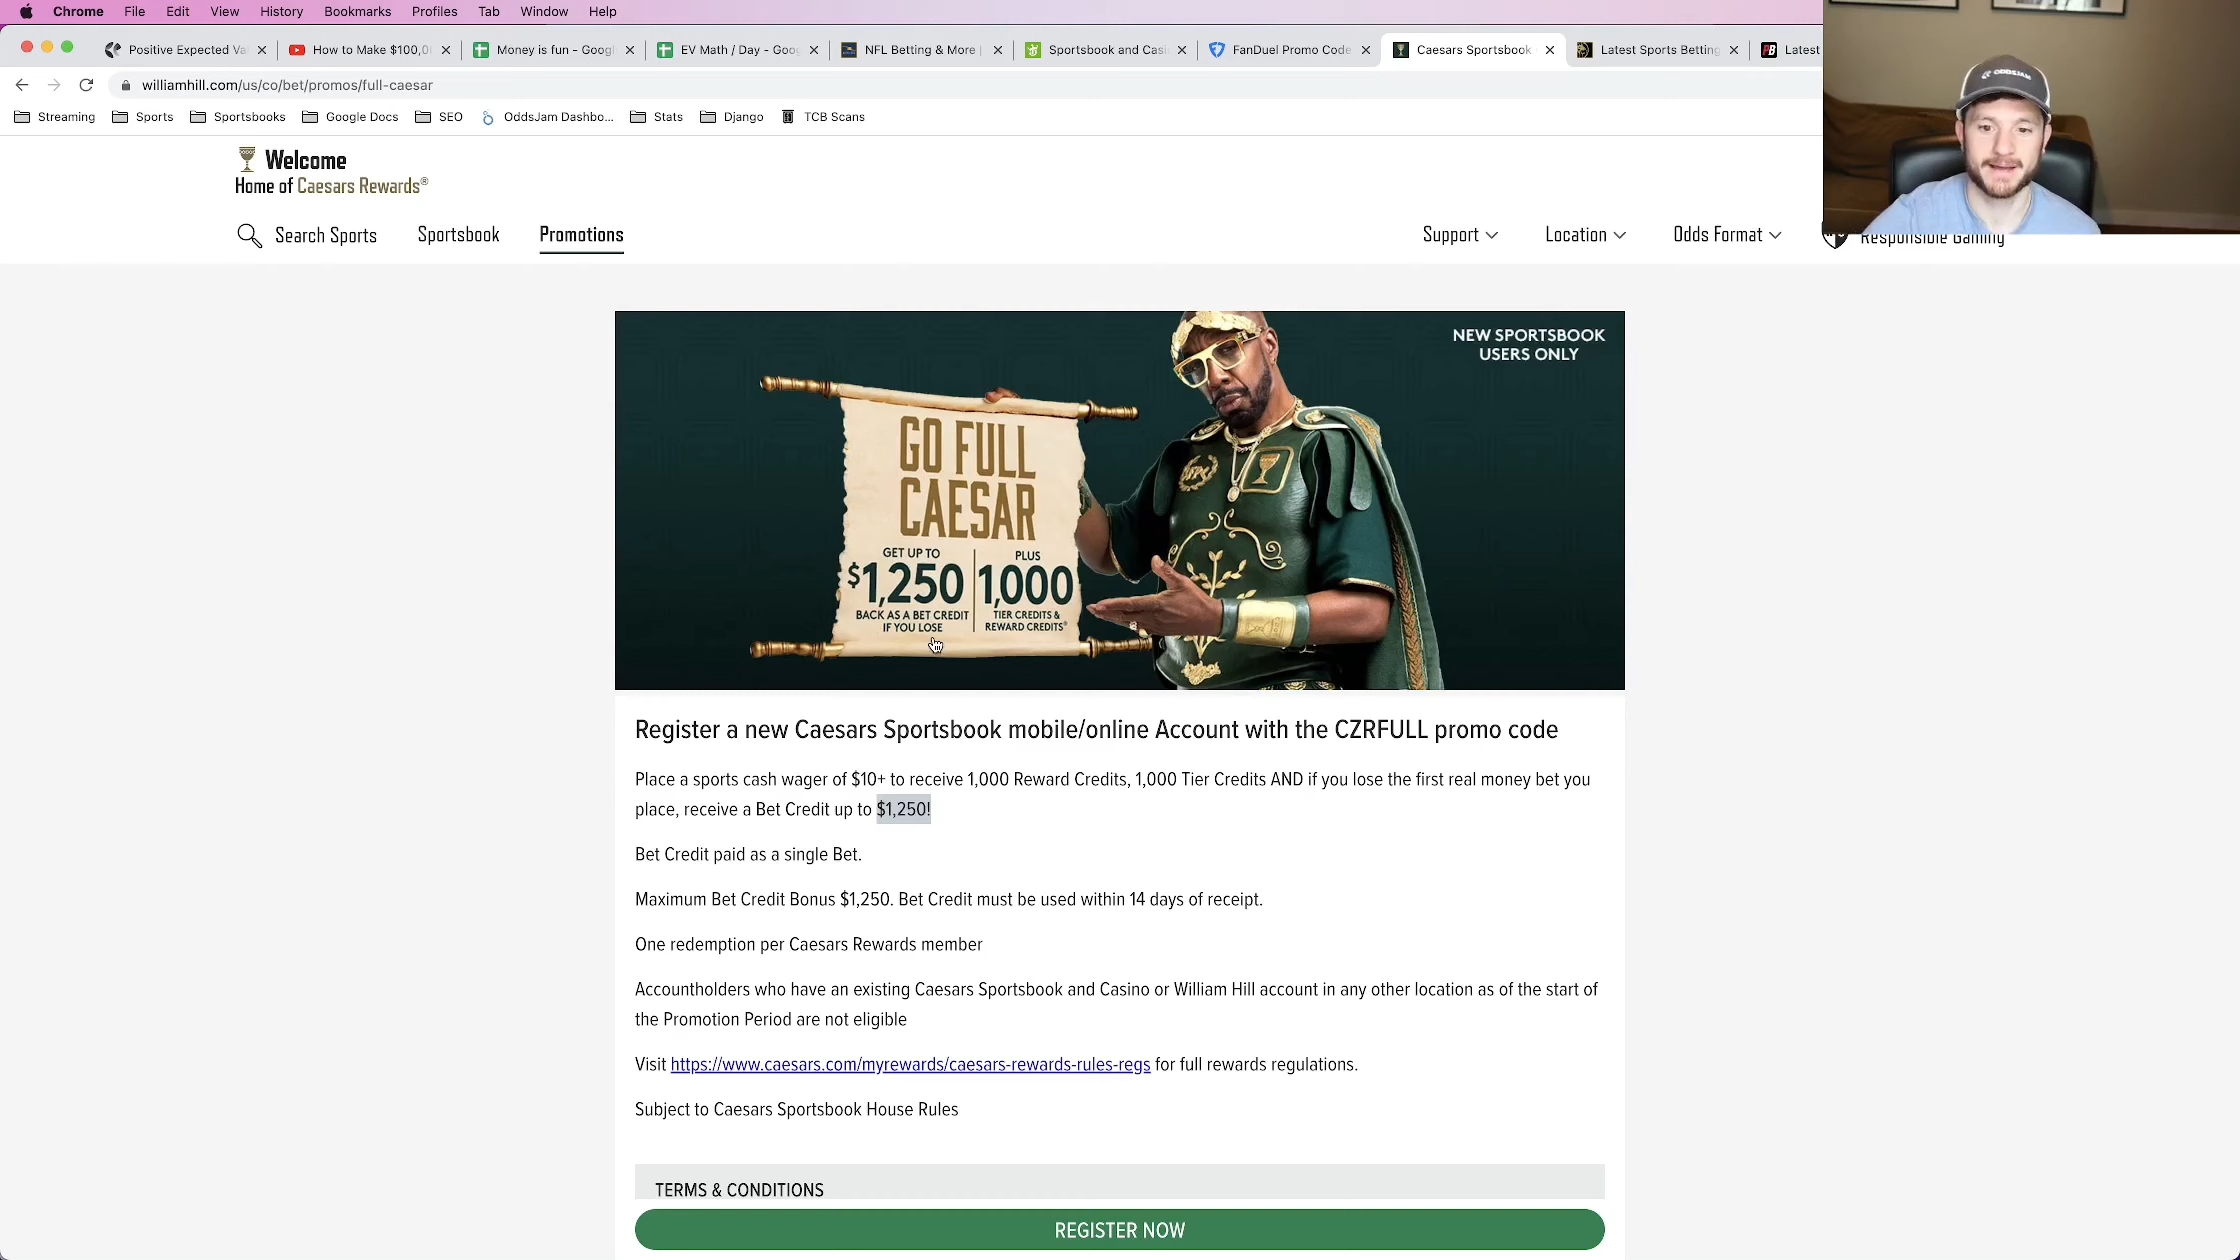 Chrome File Edit View History Bookmarks Profiles Tab Window Help
Positive Expected Va
How to Make $100,0
Money is fun - Googl
EV Math / Day - Goog
NFL Betting & More |
Sportsbook and Casi
FanDuel Promo Code
Caesars Sportsbook
Latest Sports Betting
PB Latest
williamhill.com/us/co/bet/promos/full-caesar
Streaming Sports Sportsbooks Google Docs SEO OddsJam Dashbo... Stats Django TCB Scans
ODDSJAM
Welcome
Home of Caesars Rewards®
Search Sports Sportsbook Promotions Support Location Odds Format Responsible Gaming
NEW SPORTSBOOK
USERS ONLY
GO FULL
CAESAR
GET UP TO
$1,250
BACK AS A BET CREDIT
IF YOU LOSE
PLUS
1,000
TIER CREDITS &
REWARD CREDITS®
Register a new Caesars Sportsbook mobile/online Account with the CZRFULL promo code
Place a sports cash wager of $10+ to receive 1,000 Reward Credits, 1,000 Tier Credits AND if you lose the first real money bet you
place, receive a Bet Credit up to $1,250!
Bet Credit paid as a single Bet.
Maximum Bet Credit Bonus $1,250. Bet Credit must be used within 14 days of receipt.
One redemption per Caesars Rewards member
Accountholders who have an existing Caesars Sportsbook and Casino or William Hill account in any other location as of the start of
the Promotion Period are not eligible
Visit https://www.caesars.com/myrewards/caesars-rewards-rules-regs for full rewards regulations.
Subject to Caesars Sportsbook House Rules
TERMS & CONDITIONS
REGISTER NOW